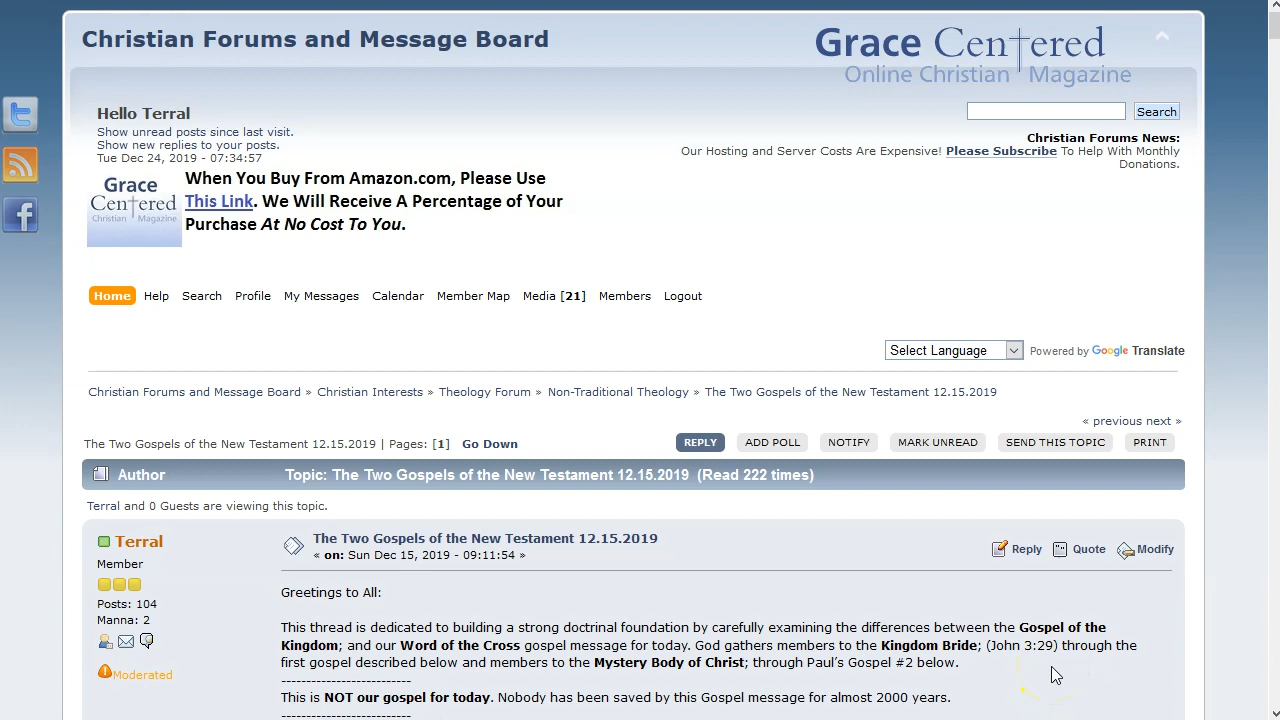 Christian Forums and Message Board
Grace Centered
Online Christian Magazine
Hello Terral
Show unread posts since last visit.
Show new replies to your posts.
Tue Dec 24, 2019 - 07:34:57
Search
Christian Forums News:
Our Hosting and Server Costs Are Expensive! Please Subscribe To Help With Monthly
Donations.
Grace
Centered
Christian Magazine
When You Buy From Amazon.com, Please Use
This Link. We Will Receive A Percentage of Your
Purchase At No Cost To You.
Home Help Search Profile My Messages Calendar Member Map Media [21] Members Logout
Select Language Powered by Google Translate
Christian Forums and Message Board » Christian Interests » Theology Forum » Non-Traditional Theology » The Two Gospels of the New Testament 12.15.2019
« previous next »
The Two Gospels of the New Testament 12.15.2019 | Pages: [1] Go Down
REPLY ADD POLL NOTIFY MARK UNREAD SEND THIS TOPIC PRINT
Author Topic: The Two Gospels of the New Testament 12.15.2019 (Read 222 times)
Terral and 0 Guests are viewing this topic.
Terral
Member
Posts: 104
Manna: 2
Moderated
The Two Gospels of the New Testament 12.15.2019
« on: Sun Dec 15, 2019 - 09:11:54 »
Reply Quote Modify
Greetings to All:
This thread is dedicated to building a strong doctrinal foundation by carefully examining the differences between the Gospel of the
Kingdom; and our Word of the Cross gospel message for today. God gathers members to the Kingdom Bride; (John 3:29) through the
first gospel described below and members to the Mystery Body of Christ; through Paul's Gospel #2 below.
--------------------------
This is NOT our gospel for today. Nobody has been saved by this Gospel message for almost 2000 years.
--------------------------